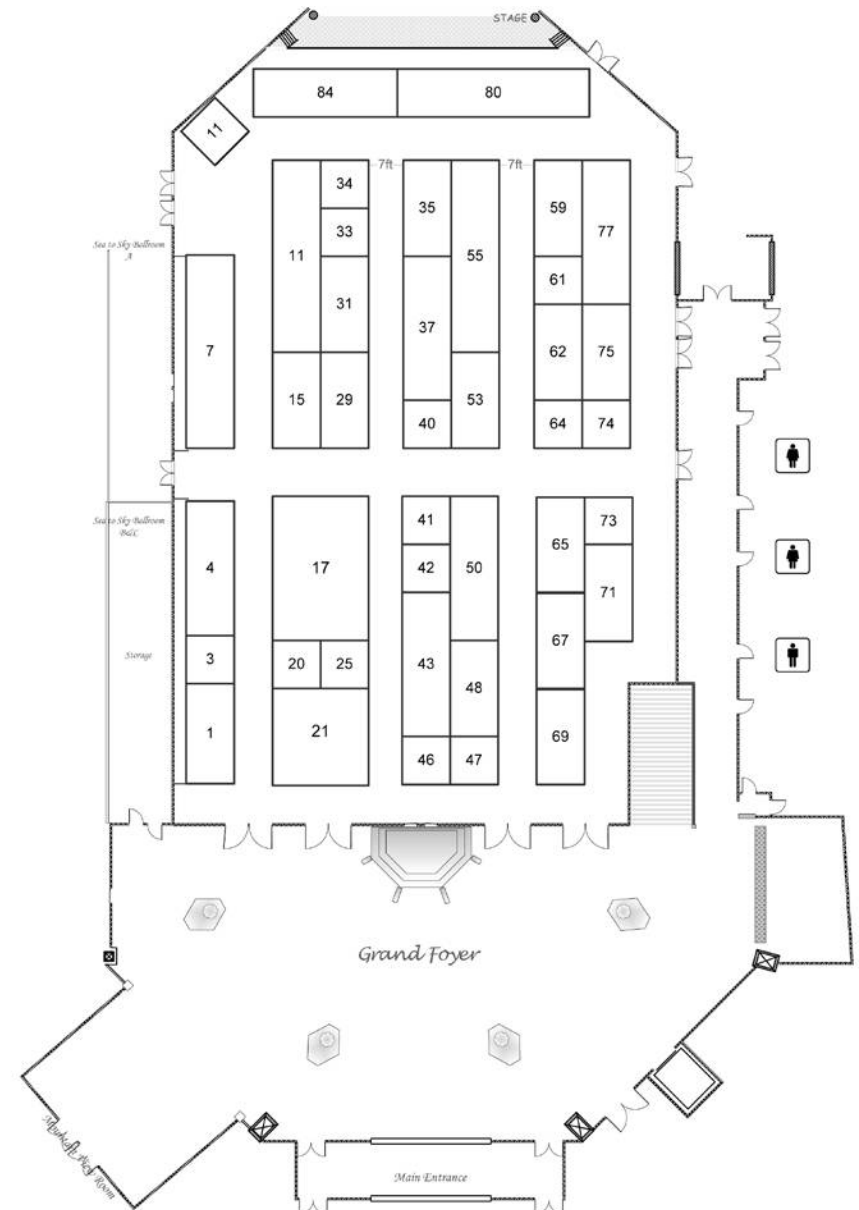 STAGE
84 80
11
7ft 7ft
34 35 59
33 77
11 55
31 61
Sea to Sky Ballroom
A
7 37 62 75
15 29 40 53 64 74
41 73
Sea to Sky Ballroom
B&C
65
4 17 42 50
71
Storage
3 20 25 43 67
48
1 21 69
46 47
Grand Foyer
Room
Main Entrance